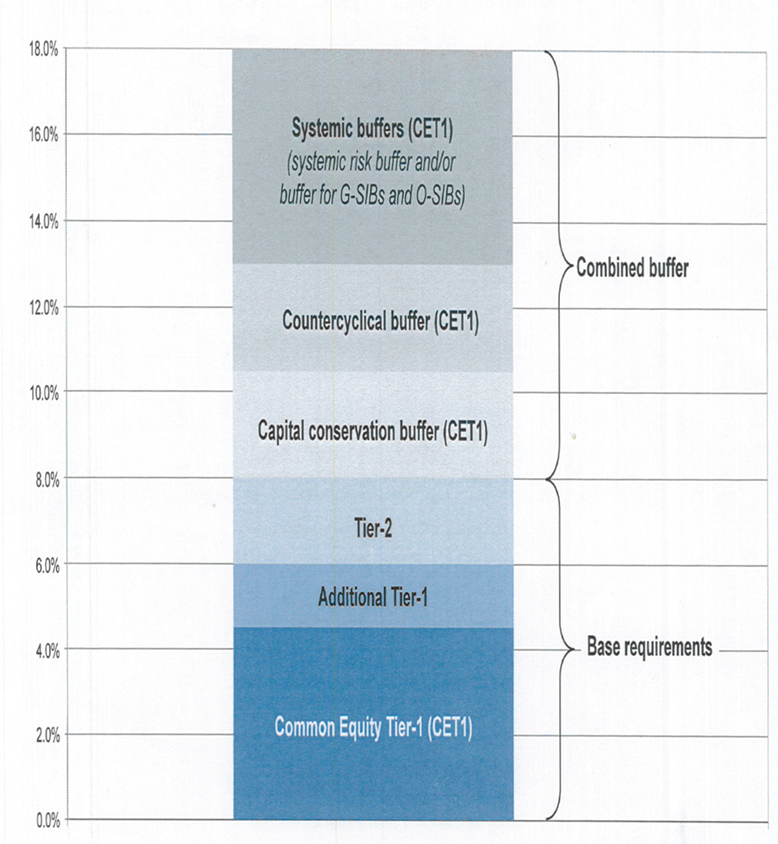 18.0%
16.0%
14.0%
12.0%
10.0%
8.0%
6.0%
4.0%
2.0%
0.0%
Systemic buffers (CET1)
(systemic risk buffer and/or
buffer for G-SIBs and O-SIBs)
Countercyclical buffer (CET1)
Capital conservation buffer (CET1)
Tier-2
Additional Tier-1
Common Equity Tier-1 (CET1)
Combined buffer
Base requirements